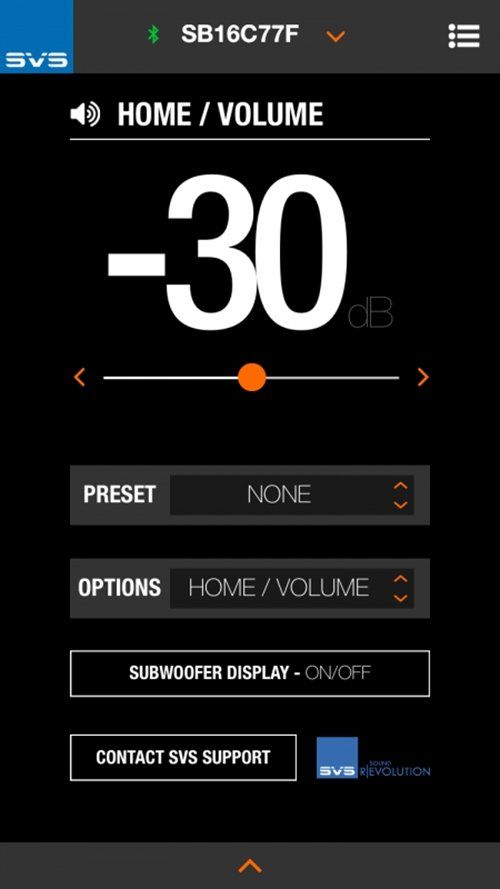 SVS
SB16C77F
HOME / VOLUME
-30 dB
PRESET NONE
OPTIONS HOME / VOLUME
SUBWOOFER DISPLAY - ON/OFF
CONTACT SVS SUPPORT
SVS SOUND
R|EVOLUTION